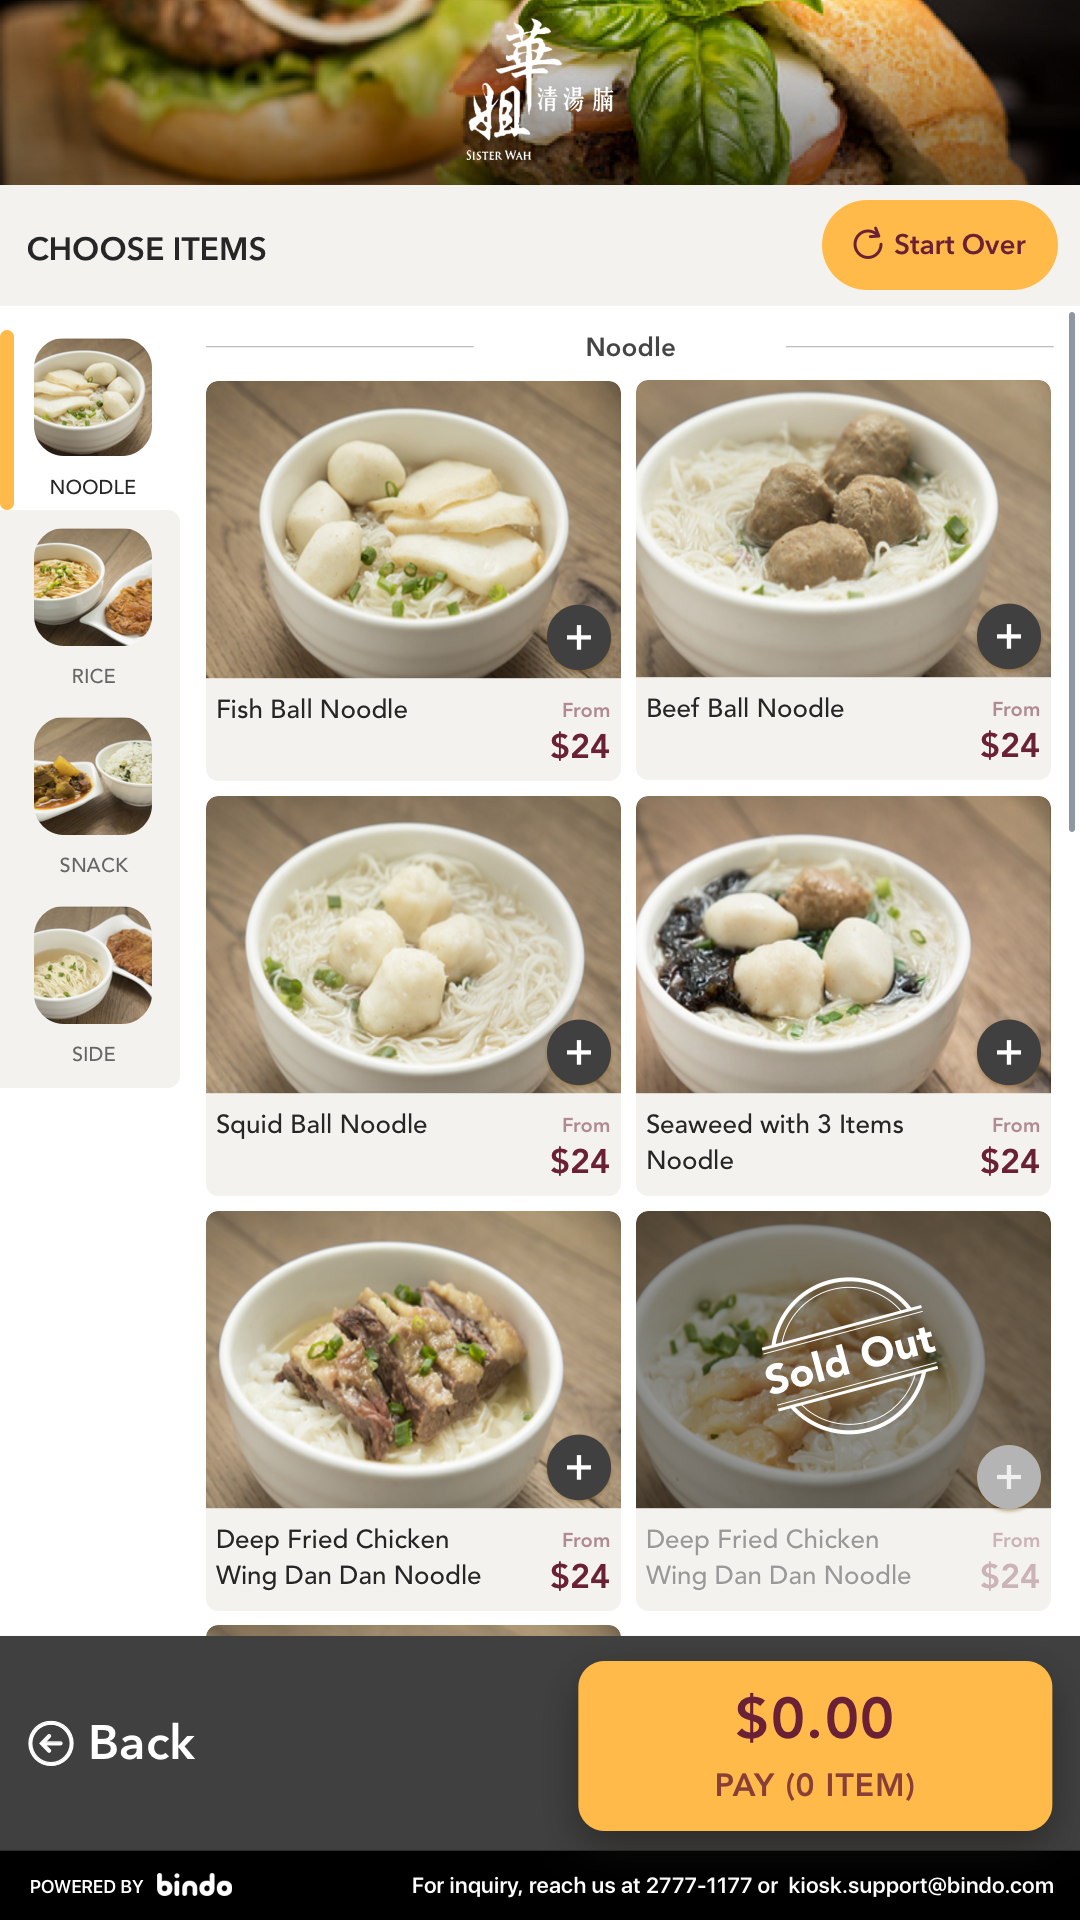 華姐
清湯腩
SISTER WAH
CHOOSE ITEMS
Start Over
NOODLE
RICE
SNACK
SIDE
Noodle
Fish Ball Noodle
From
$24
Beef Ball Noodle
From
$24
Squid Ball Noodle
From
$24
Seaweed with 3 Items
Noodle
From
$24
Deep Fried Chicken
Wing Dan Dan Noodle
From
$24
Sold Out
Deep Fried Chicken
Wing Dan Dan Noodle
From
$24
Back
$0.00
PAY (0 ITEM)
POWERED BY bindo
For inquiry, reach us at 2777-1177 or kiosk.support@bindo.com